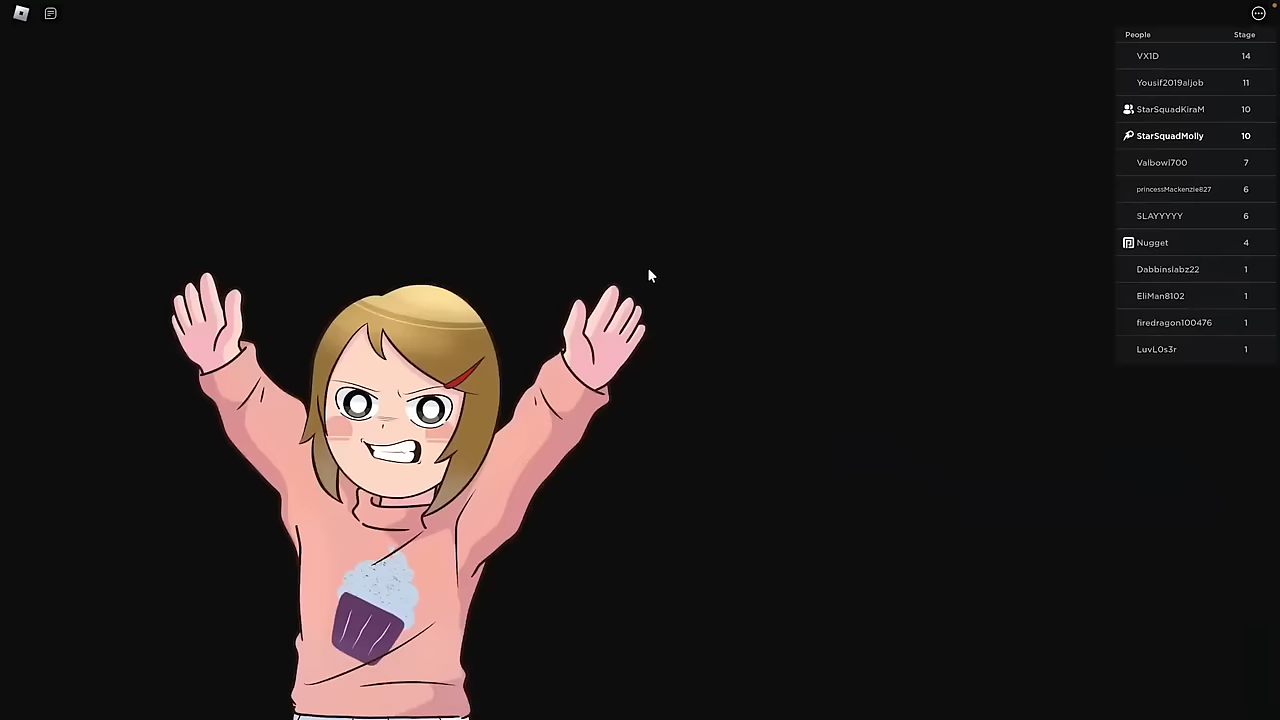 People Stage
VX1D 14
Yousif2019aljob 11
StarSquadKiraM 10
StarSquadMolly 10
Valbowl700 7
princessMackenzie827 6
SLAYYYYY 6
Nugget 4
Dabbinslabz22 1
EliMan8102 1
firedragon100476 1
LuvL0s3r 1